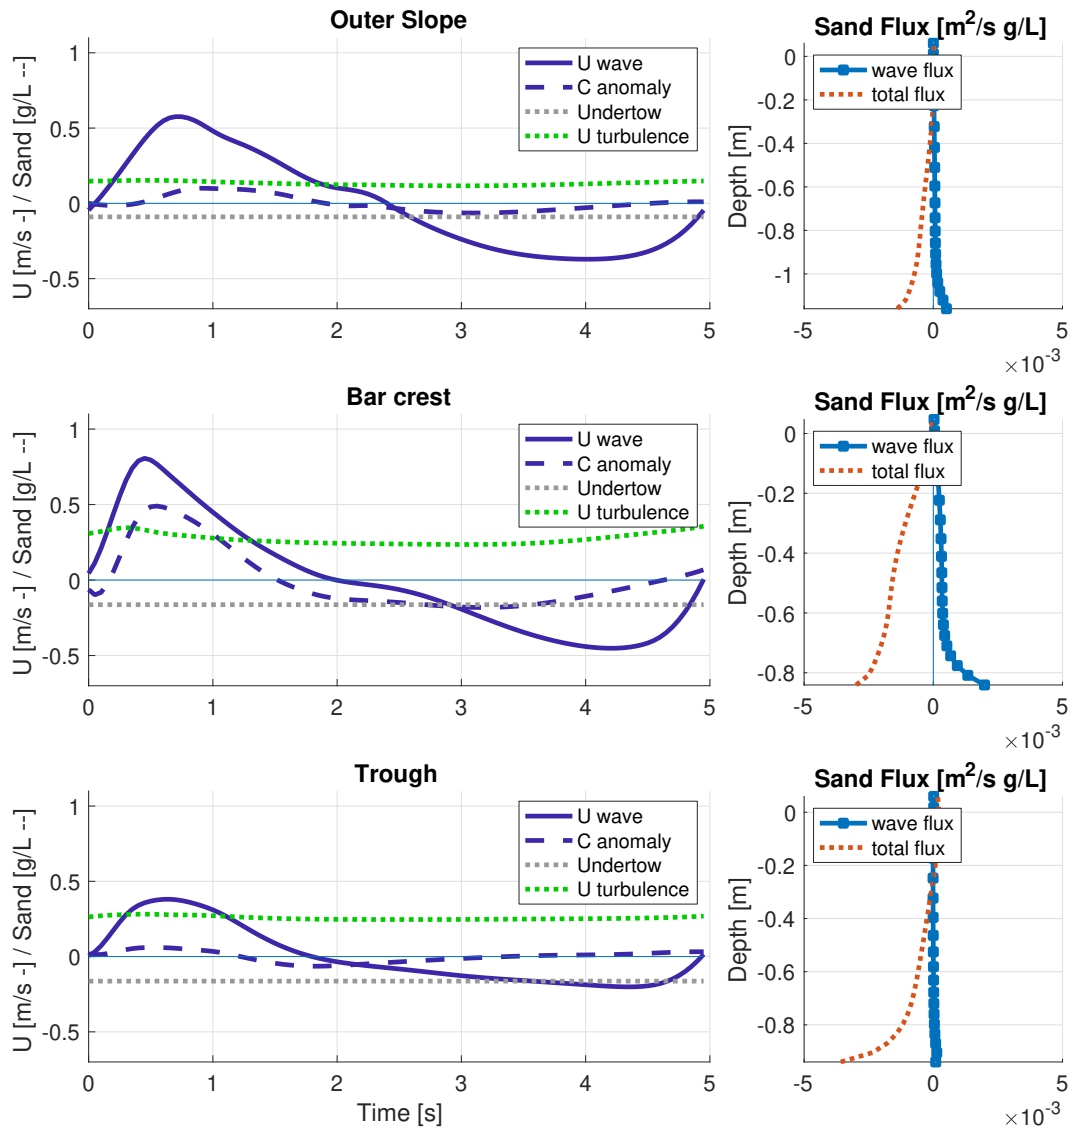 Outer Slope
U [m/s -] / Sand [g/L --]
1
0.5
0
-0.5
0 1 2 3 4 5
U wave
C anomaly
Undertow
U turbulence
Sand Flux [m²/s g/L]
Depth [m]
0
-0.2
-0.4
-0.6
-0.8
-1
wave flux
total flux
-5 0 5
×10⁻³
Bar crest
U [m/s -] / Sand [g/L --]
1
0.5
0
-0.5
0 1 2 3 4 5
U wave
C anomaly
Undertow
U turbulence
Sand Flux [m²/s g/L]
Depth [m]
0
-0.2
-0.4
-0.6
-0.8
wave flux
total flux
-5 0 5
×10⁻³
Trough
U [m/s -] / Sand [g/L --]
1
0.5
0
-0.5
0 1 2 3 4 5
Time [s]
U wave
C anomaly
Undertow
U turbulence
Sand Flux [m²/s g/L]
Depth [m]
0
-0.2
-0.4
-0.6
-0.8
wave flux
total flux
-5 0 5
×10⁻³